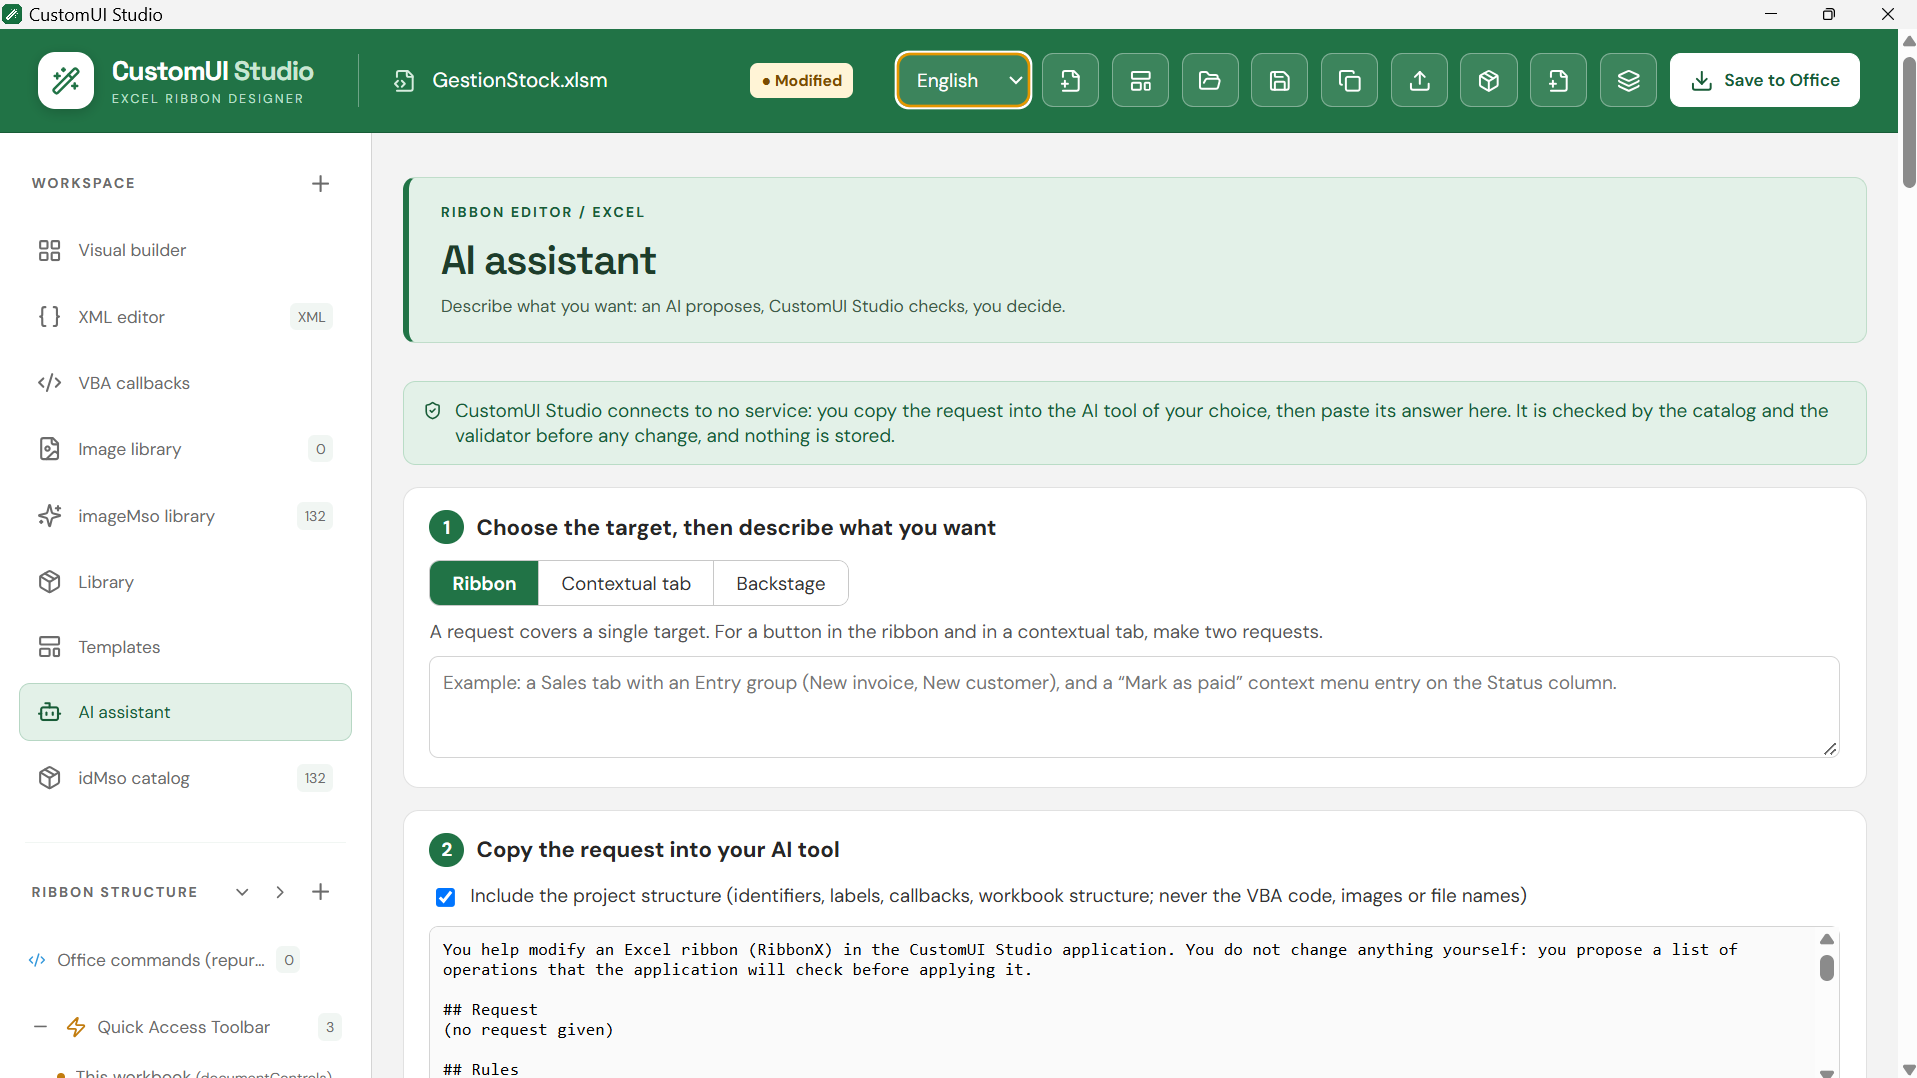 CustomUI Studio
CustomUI Studio
EXCEL RIBBON DESIGNER
GestionStock.xlsm
Modified
English
Save to Office
WORKSPACE
Visual builder
XML editor
XML
VBA callbacks
Image library
0
imageMso library
132
Library
Templates
AI assistant
idMso catalog
132
RIBBON STRUCTURE
Office commands (repur...
0
Quick Access Toolbar
3
This workbook (documentControls)
RIBBON EDITOR / EXCEL
AI assistant
Describe what you want: an AI proposes, CustomUI Studio checks, you decide.
CustomUI Studio connects to no service: you copy the request into the AI tool of your choice, then paste its answer here. It is checked by the catalog and the
validator before any change, and nothing is stored.
1
Choose the target, then describe what you want
Ribbon
Contextual tab
Backstage
A request covers a single target. For a button in the ribbon and in a contextual tab, make two requests.
Example: a Sales tab with an Entry group (New invoice, New customer), and a “Mark as paid” context menu entry on the Status column.
2
Copy the request into your AI tool
Include the project structure (identifiers, labels, callbacks, workbook structure; never the VBA code, images or file names)
You help modify an Excel ribbon (RibbonX) in the CustomUI Studio application. You do not change anything yourself: you propose a list of
operations that the application will check before applying it.
## Request
(no request given)
## Rules